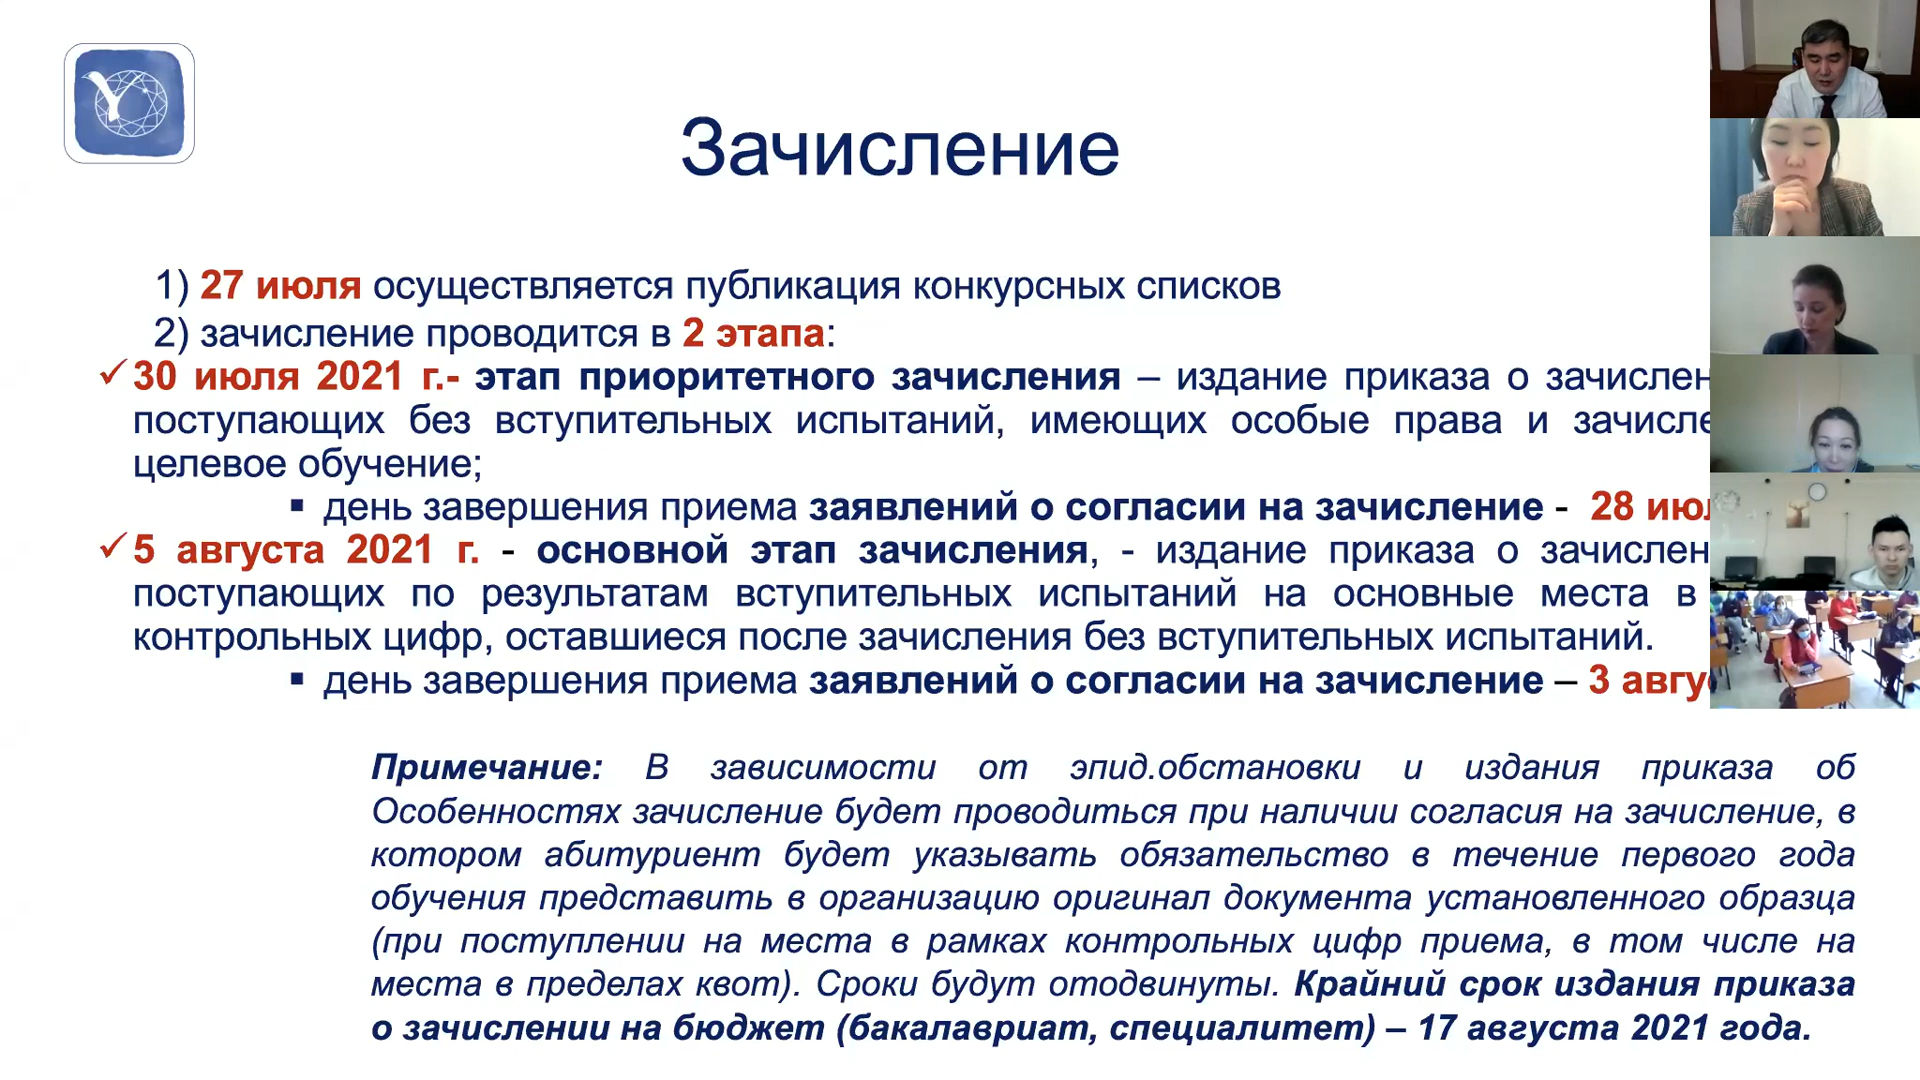 Зачисление
1) 27 июля осуществляется публикация конкурсных списков
2) зачисление проводится в 2 этапа:
30 июля 2021 г.- этап приоритетного зачисления – издание приказа о
поступающих без вступительных испытаний, имеющих особые права и
целевое обучение;
день завершения приема заявлений о согласии на зачисление - 28
5 августа 2021 г. - основной этап зачисления, - издание приказа о
поступающих по результатам вступительных испытаний на основные места в
контрольных цифр, оставшиеся после зачисления без вступительных испытаний.
день завершения приема заявлений о согласии на зачисление – 3
Примечание: В зависимости от эпид.обстановки и издания приказа об
Особенностях зачисление будет проводиться при наличии согласия на зачисление, в
котором абитуриент будет указывать обязательство в течение первого года
обучения представить в организацию оригинал документа установленного образца
(при поступлении на места в рамках контрольных цифр приема, в том числе на
места в пределах квот). Сроки будут отодвинуты. Крайний срок издания приказа
о зачислении на бюджет (бакалавриат, специалитет) – 17 августа 2021 года.